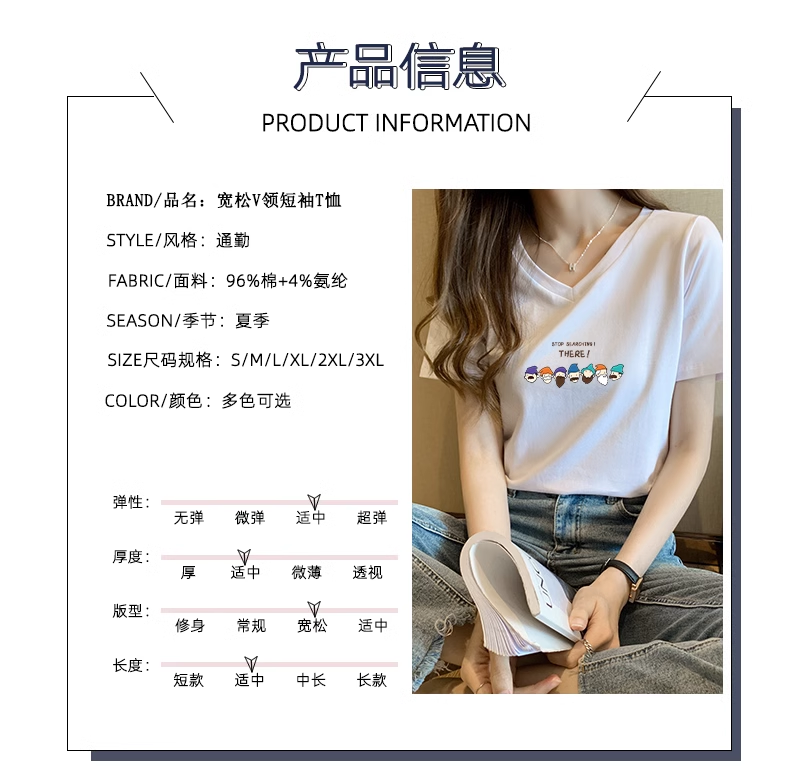 产品信息
PRODUCT INFORMATION
BRAND/品名：宽松V领短袖T恤
STYLE/风格：通勤
FABRIC/面料：96%棉+4%氨纶
SEASON/季节：夏季
SIZE尺码规格：S/M/L/XL/2XL/3XL
COLOR/颜色：多色可选
STOP SEARCHING!
THERE!
弹性：
无弹 微弹 适中 超弹
厚度：
厚 适中 微薄 透视
版型：
修身 常规 宽松 适中
长度：
短款 适中 中长 长款